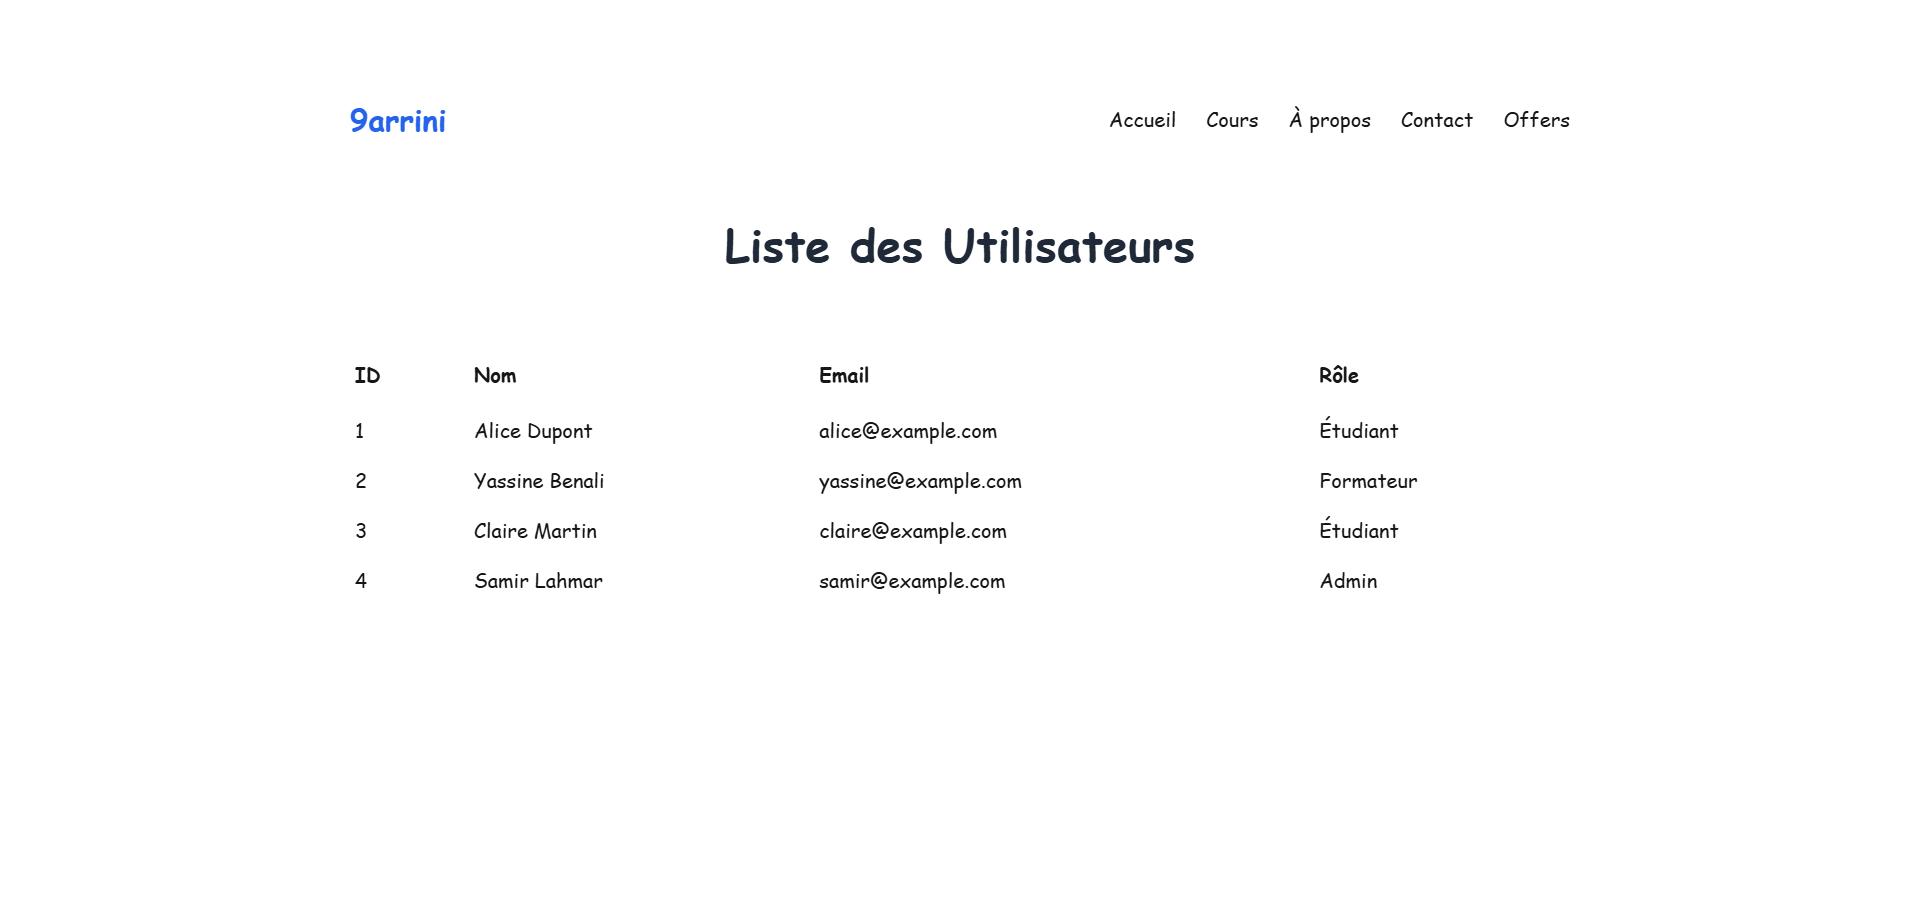 9arrini Accueil Cours À propos Contact Offers
Liste des Utilisateurs
ID Nom Email Rôle
1 Alice Dupont alice@example.com Étudiant
2 Yassine Benali yassine@example.com Formateur
3 Claire Martin claire@example.com Étudiant
4 Samir Lahmar samir@example.com Admin